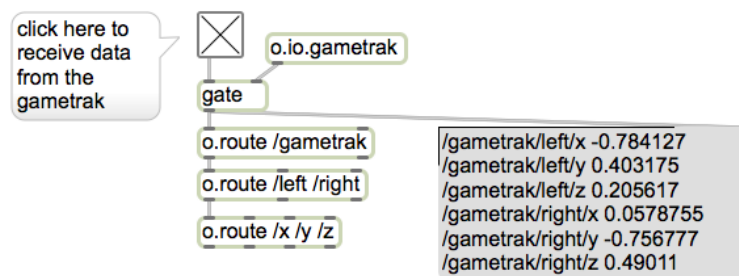 click here to
receive data
from the
gametrak
o.io.gametrak
gate
o.route /gametrak
o.route /left /right
o.route /x /y /z
/gametrak/left/x -0.784127
/gametrak/left/y 0.403175
/gametrak/left/z 0.205617
/gametrak/right/x 0.0578755
/gametrak/right/y -0.756777
/gametrak/right/z 0.49011